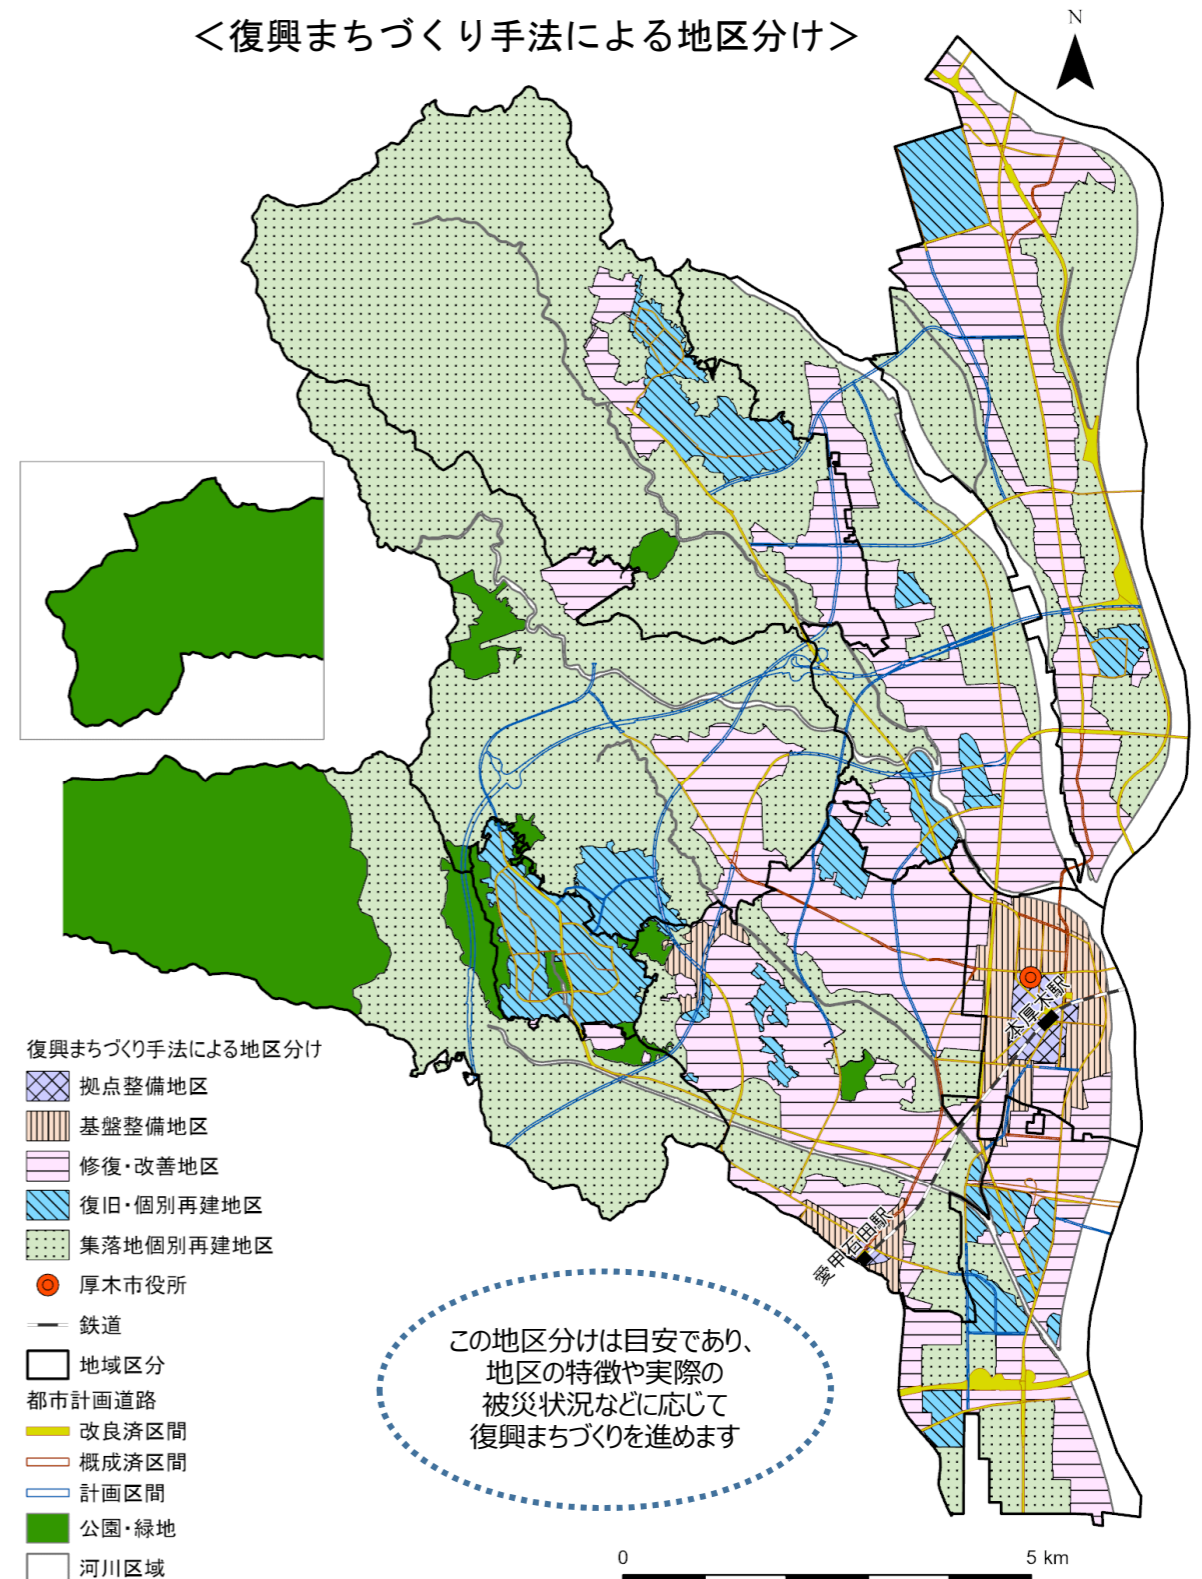 ＜復興まちづくり手法による地区分け＞
N
本厚木駅
愛甲石田駅
復興まちづくり手法による地区分け
拠点整備地区
基盤整備地区
修復・改善地区
復旧・個別再建地区
集落地個別再建地区
厚木市役所
鉄道
地域区分
都市計画道路
改良済区間
概成済区間
計画区間
公園・緑地
河川区域
この地区分けは目安であり、
地区の特徴や実際の
被災状況などに応じて
復興まちづくりを進めます
0 5 km